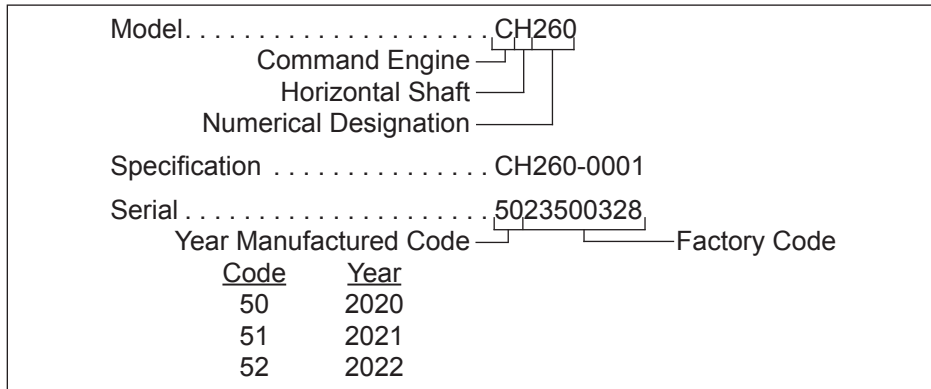 Model. . . . . . . . . . . . . . . . . . . . . CH260
Command Engine
Horizontal Shaft
Numerical Designation
Specification . . . . . . . . . . . . . . . CH260-0001
Serial . . . . . . . . . . . . . . . . . . . . . 5023500328
Year Manufactured Code Factory Code
Code Year
50 2020
51 2021
52 2022